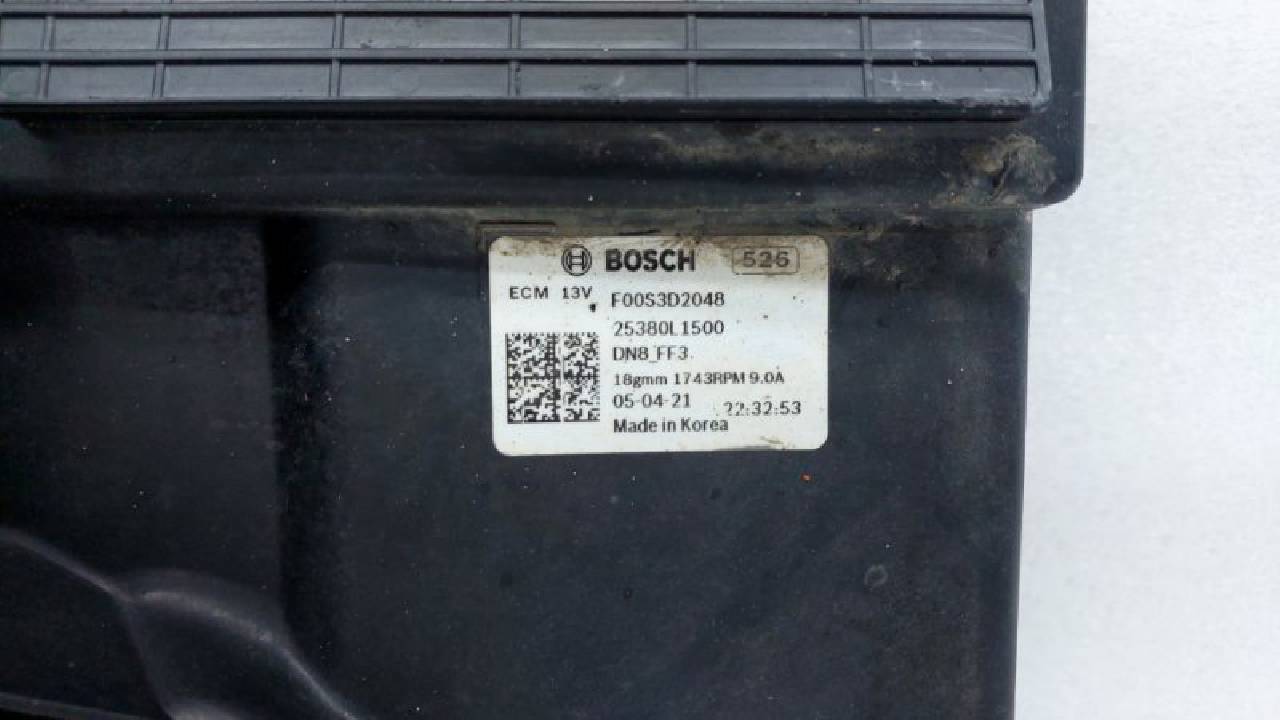 BOSCH 526
ECM 13V
F00S3D2048
25380L1500
DN8_FF3
18gmm 1743RPM 9.0A
05-04-21 22:32:53
Made in Korea